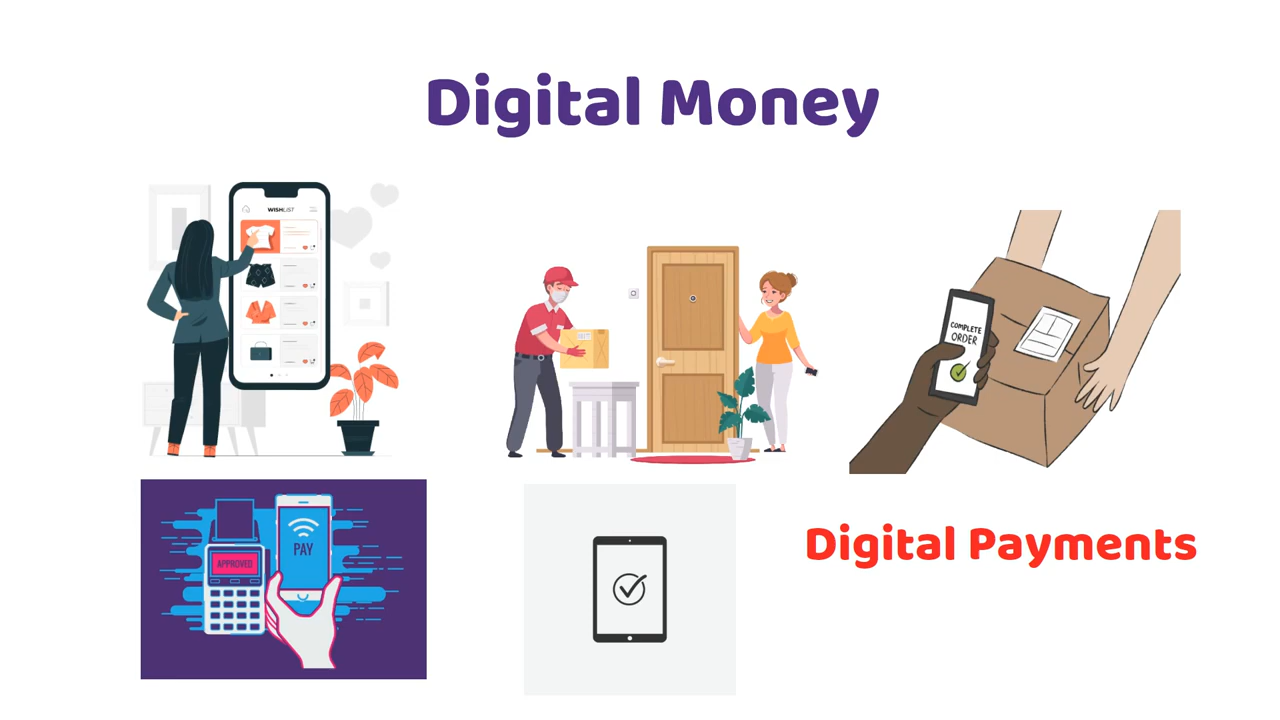 Digital Money
WISHLIST
COMPLETE
ORDER
PAY
APPROVED
Digital Payments